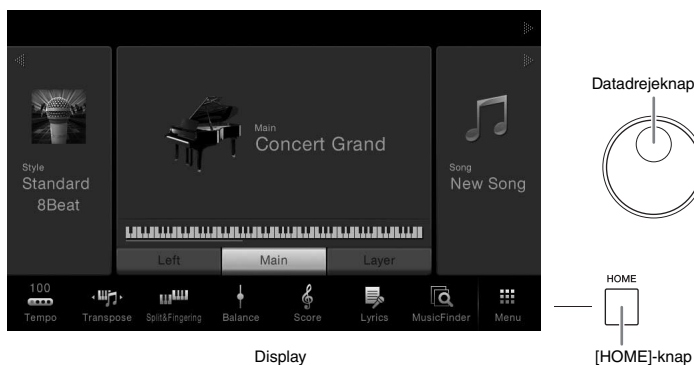 Datadrejeknap
Main
Concert Grand
Style
Standard
8Beat
Song
New Song
Left
Main
Layer
100
Tempo
Transpose
Split&Fingering
Balance
Score
Lyrics
MusicFinder
Menu
HOME
Display
[HOME]-knap